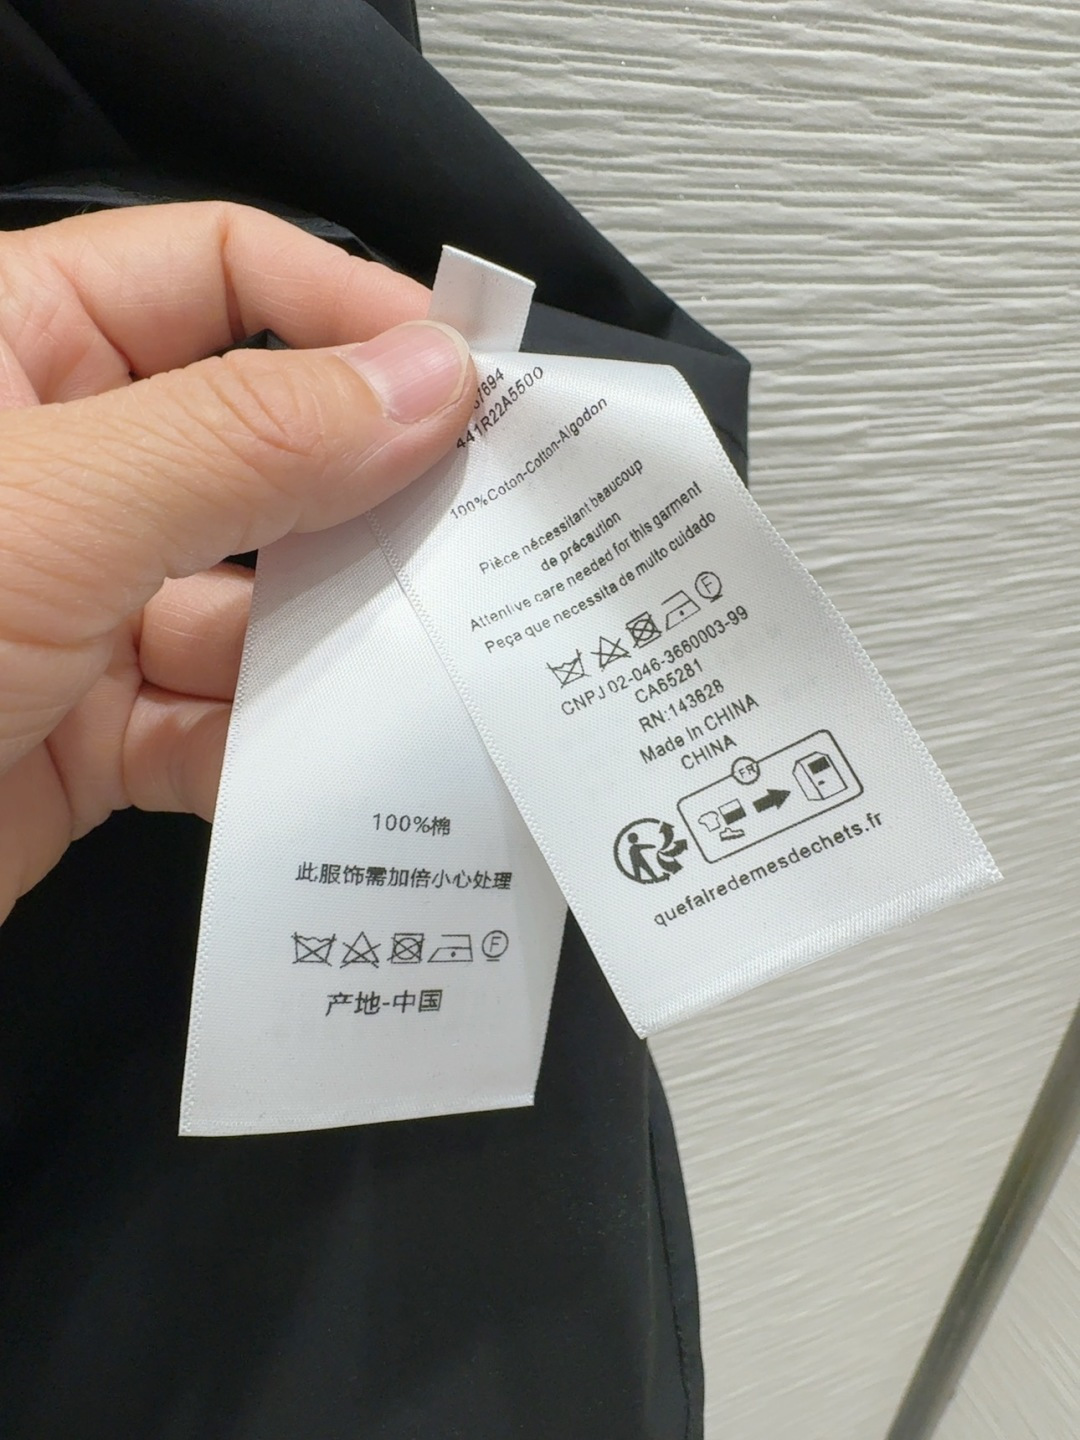 441R22A5500
100%Coton-Cotton-Algodon
Pièce nécessitant beaucoup
de précaution
Attentive care needed for this garment
Peça que necessita de muito cuidado
F
CNPJ 02-046-3660003-99
CA65281
RN:143628
Made in CHINA
CHINA
FR
quefairedemesdechets.fr
100%棉
此服饰需加倍小心处理
F
产地-中国